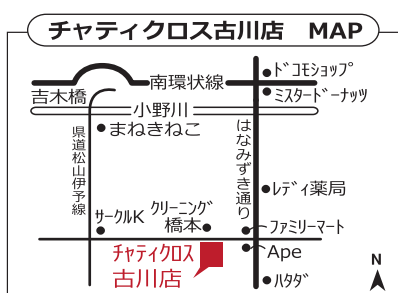 チャティクロス古川店 MAP
ドコモショップ
南環状線
吉木橋
ミスタードーナッツ
小野川
まねきねこ
県道松山伊予線
はなみずき通り
レディ薬局
サークルK
クリーニング
橋本
ファミリーマート
チャティクロス
古川店
Ape
ハタダ
N